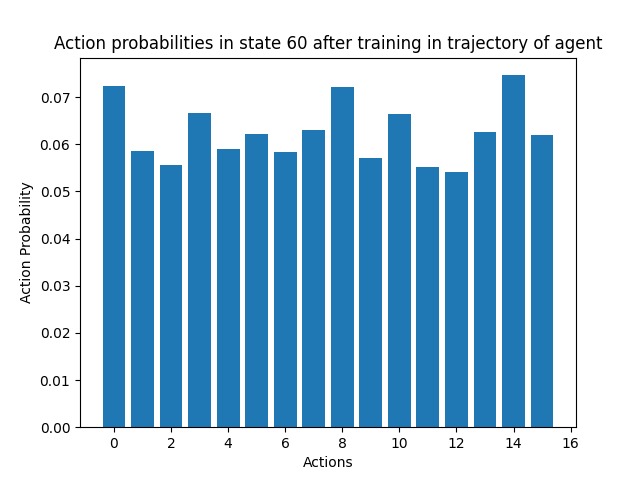 Action probabilities in state 60 after training in trajectory of agent
0.07
0.06
0.05
0.04
0.03
0.02
0.01
0.00
Action Probability
0 2 4 6 8 10 12 14 16
Actions